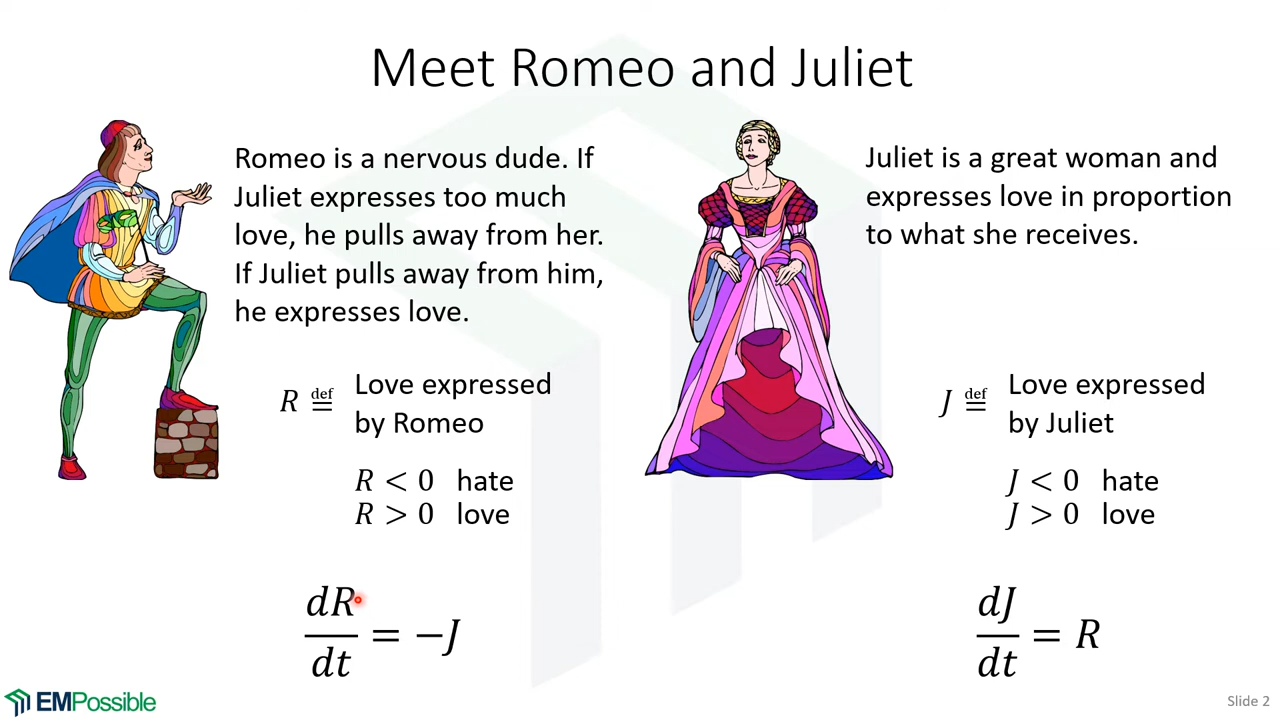 Meet Romeo and Juliet
Romeo is a nervous dude. If
Juliet expresses too much
love, he pulls away from her.
If Juliet pulls away from him,
he expresses love.
R ≝ Love expressed
by Romeo
R < 0 hate
R > 0 love
dR/dt = −J
Juliet is a great woman and
expresses love in proportion
to what she receives.
J ≝ Love expressed
by Juliet
J < 0 hate
J > 0 love
dJ/dt = R
EMPossible
Slide 2